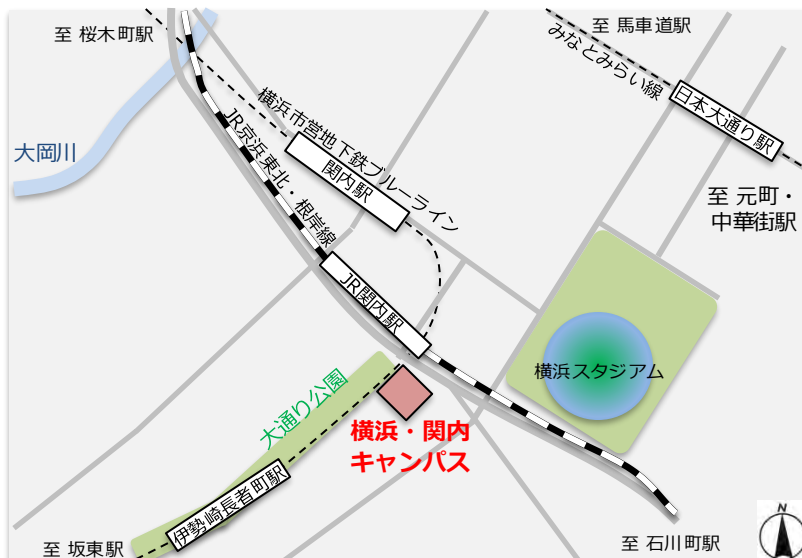 至 桜木町駅
至 馬車道駅
みなとみらい線
日本大通り駅
大岡川
横浜市営地下鉄ブルーライン
関内駅
JR京浜東北・根岸線
至 元町・
中華街駅
JR関内駅
横浜スタジアム
大通り公園
横浜・関内
キャンパス
伊勢崎長者町駅
至 坂東駅
至 石川町駅
N